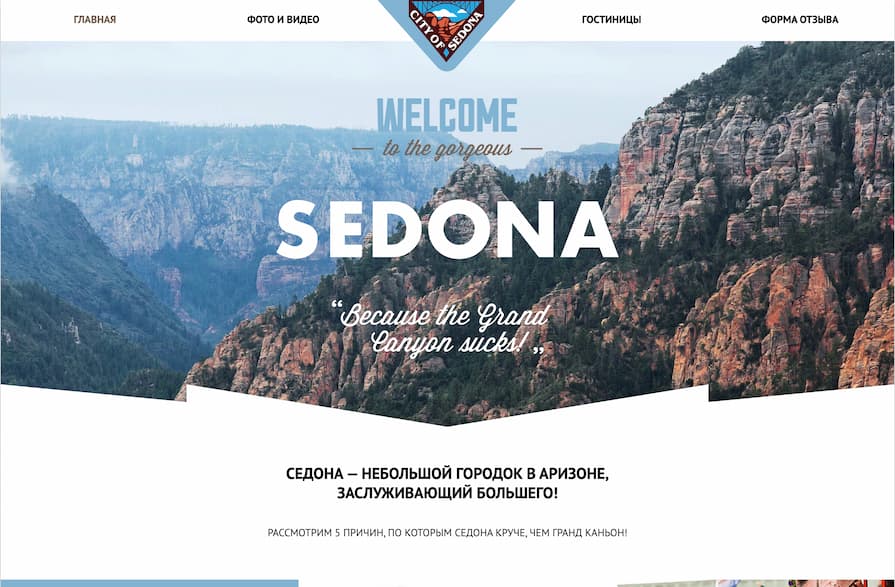 ГЛАВНАЯ
ФОТО И ВИДЕО
CITY OF SEDONA
ГОСТИНИЦЫ
ФОРМА ОТЗЫВА
WELCOME
— to the gorgeous —
SEDONA
“Because the Grand
Canyon sucks!„
СЕДОНА — НЕБОЛЬШОЙ ГОРОДОК В АРИЗОНЕ,
ЗАСЛУЖИВАЮЩИЙ БОЛЬШЕГО!
РАССМОТРИМ 5 ПРИЧИН, ПО КОТОРЫМ СЕДОНА КРУЧЕ, ЧЕМ ГРАНД КАНЬОН!